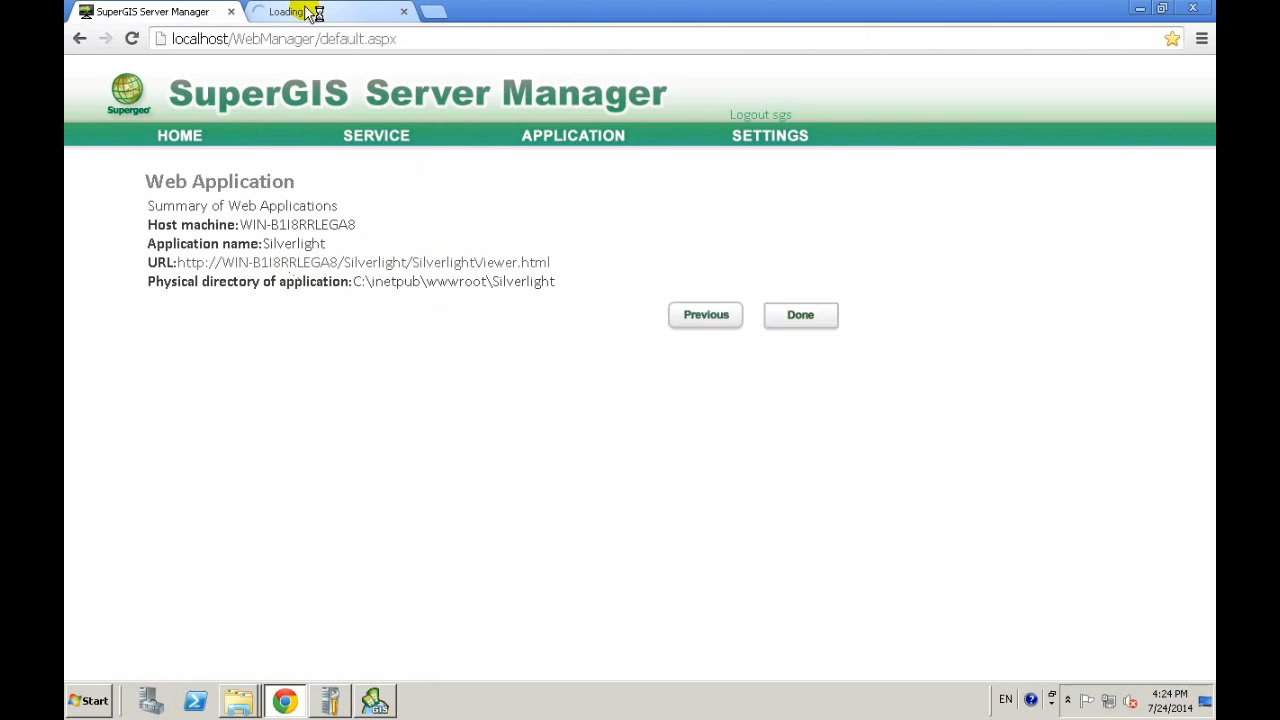 SuperGIS Server Manager
Loading
localhost/WebManager/default.aspx
Supergeo
SuperGIS Server Manager
Logout sgs
HOME SERVICE APPLICATION SETTINGS
Web Application
Summary of Web Applications
Host machine:WIN-B1I8RRLEGA8
Application name:Silverlight
URL:http://WIN-B1I8RRLEGA8/Silverlight/SilverlightViewer.html
Physical directory of application:C:\inetpub\wwwroot\Silverlight
Previous Done
Start
GIS
EN
4:24 PM
7/24/2014